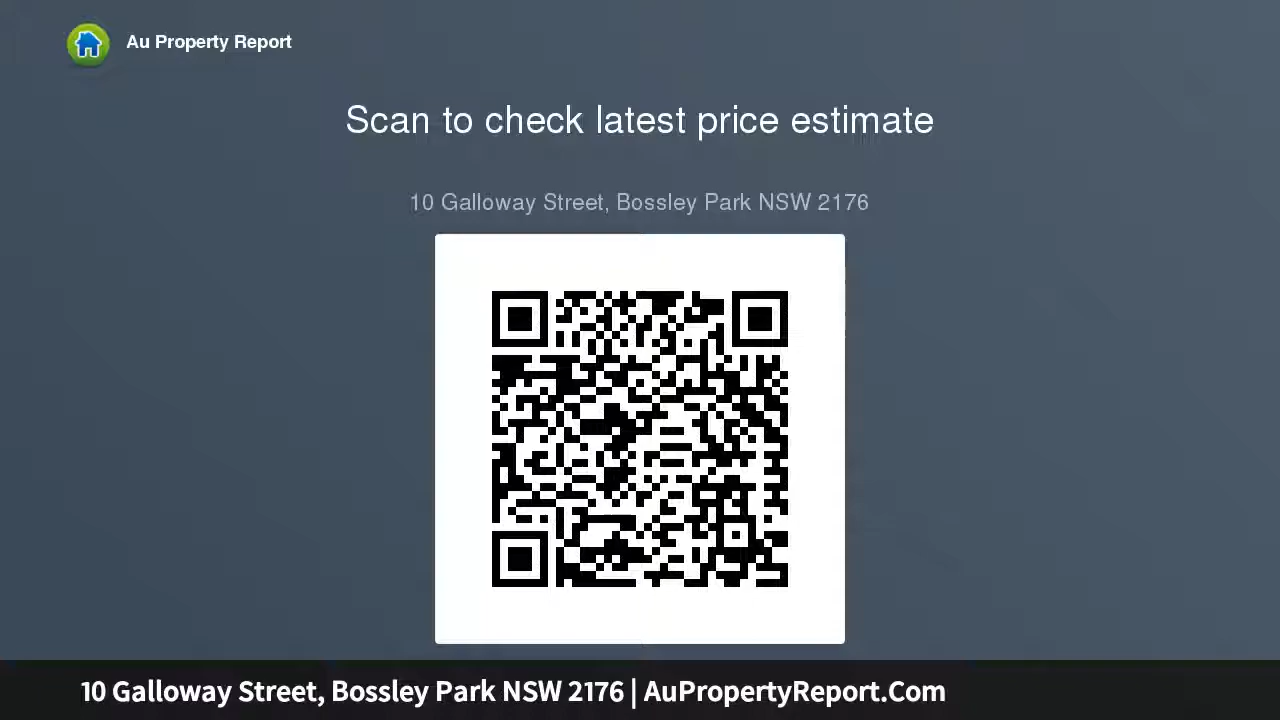 Au Property Report
Scan to check latest price estimate
10 Galloway Street, Bossley Park NSW 2176
10 Galloway Street, Bossley Park NSW 2176 | AuPropertyReport.Com